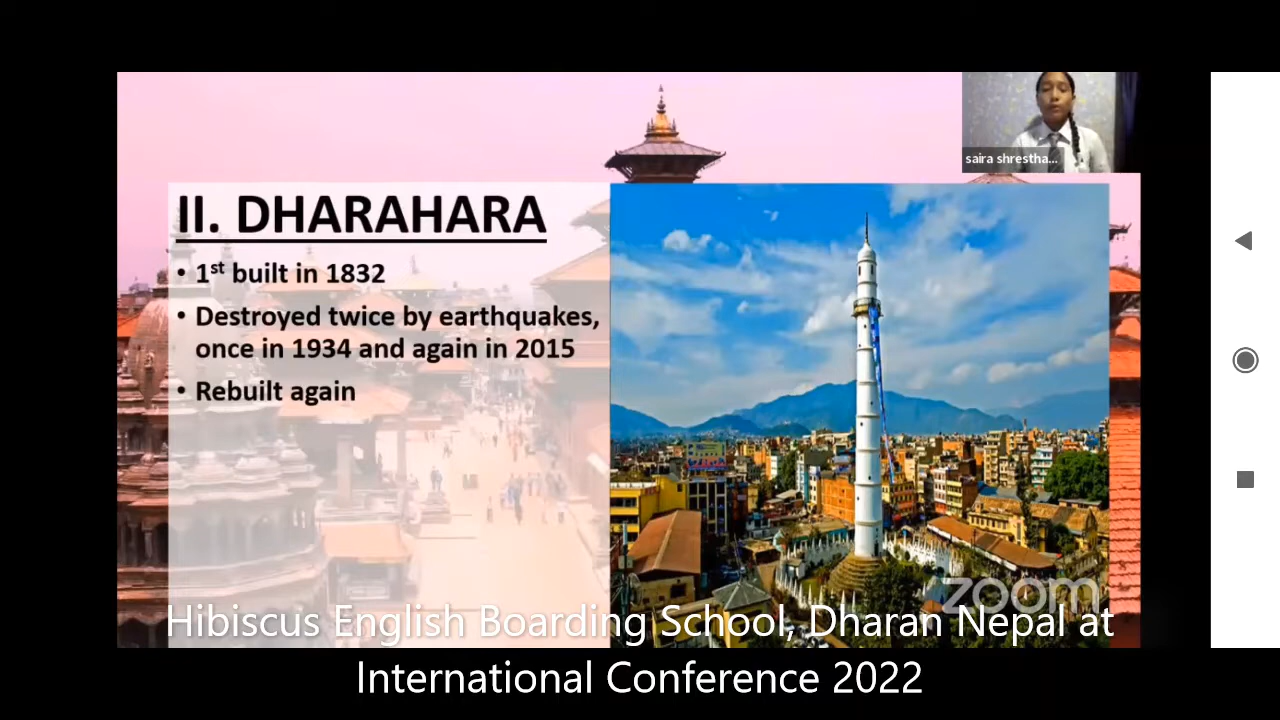 saira shrestha...
II. DHARAHARA
• 1st built in 1832
• Destroyed twice by earthquakes,
once in 1934 and again in 2015
• Rebuilt again
zoom
Hibiscus English Boarding School, Dharan Nepal at
International Conference 2022